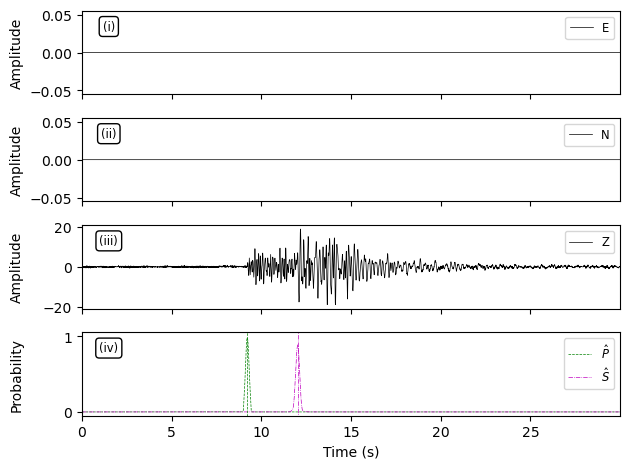 Amplitude
0.05
0.00
−0.05
(i)
E
Amplitude
0.05
0.00
−0.05
(ii)
N
Amplitude
20
0
−20
(iii)
Z
Probability
1
0
(iv)
P̂
Ŝ
0 5 10 15 20 25
Time (s)